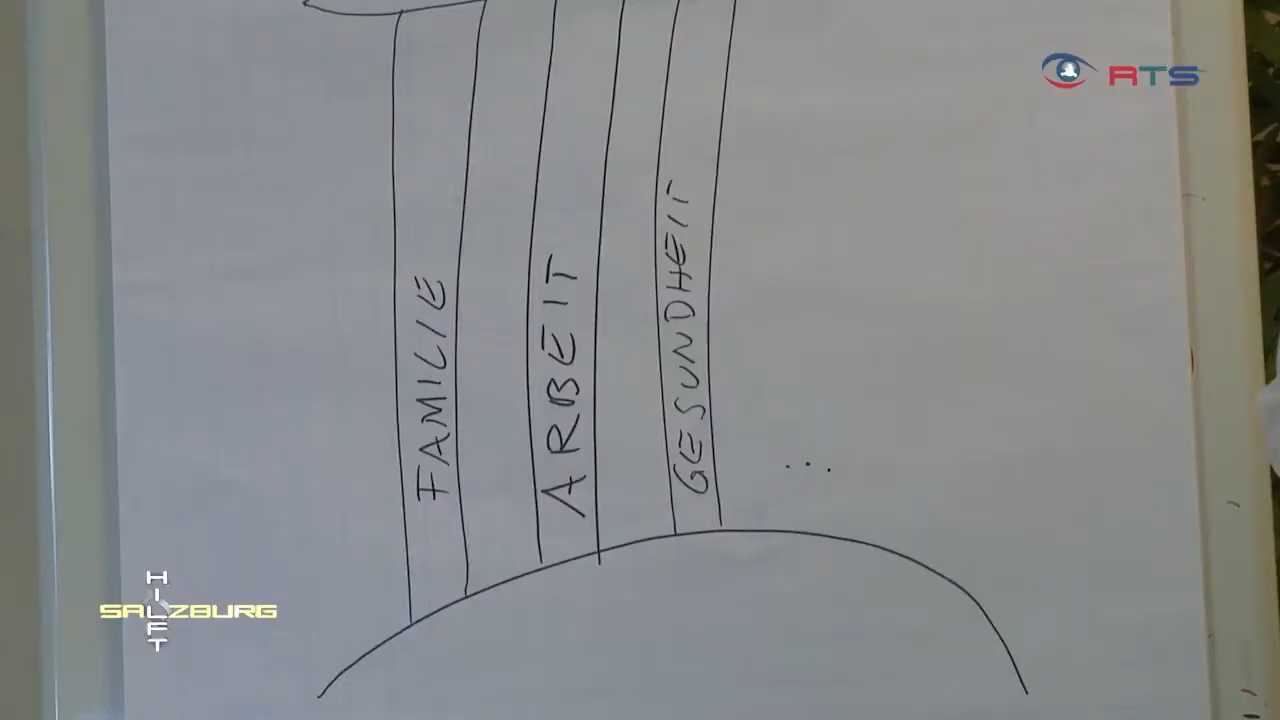 FAMILIE
ARBEIT
GESUNDHEIT
...
RTS
HILFT
SALZBURG